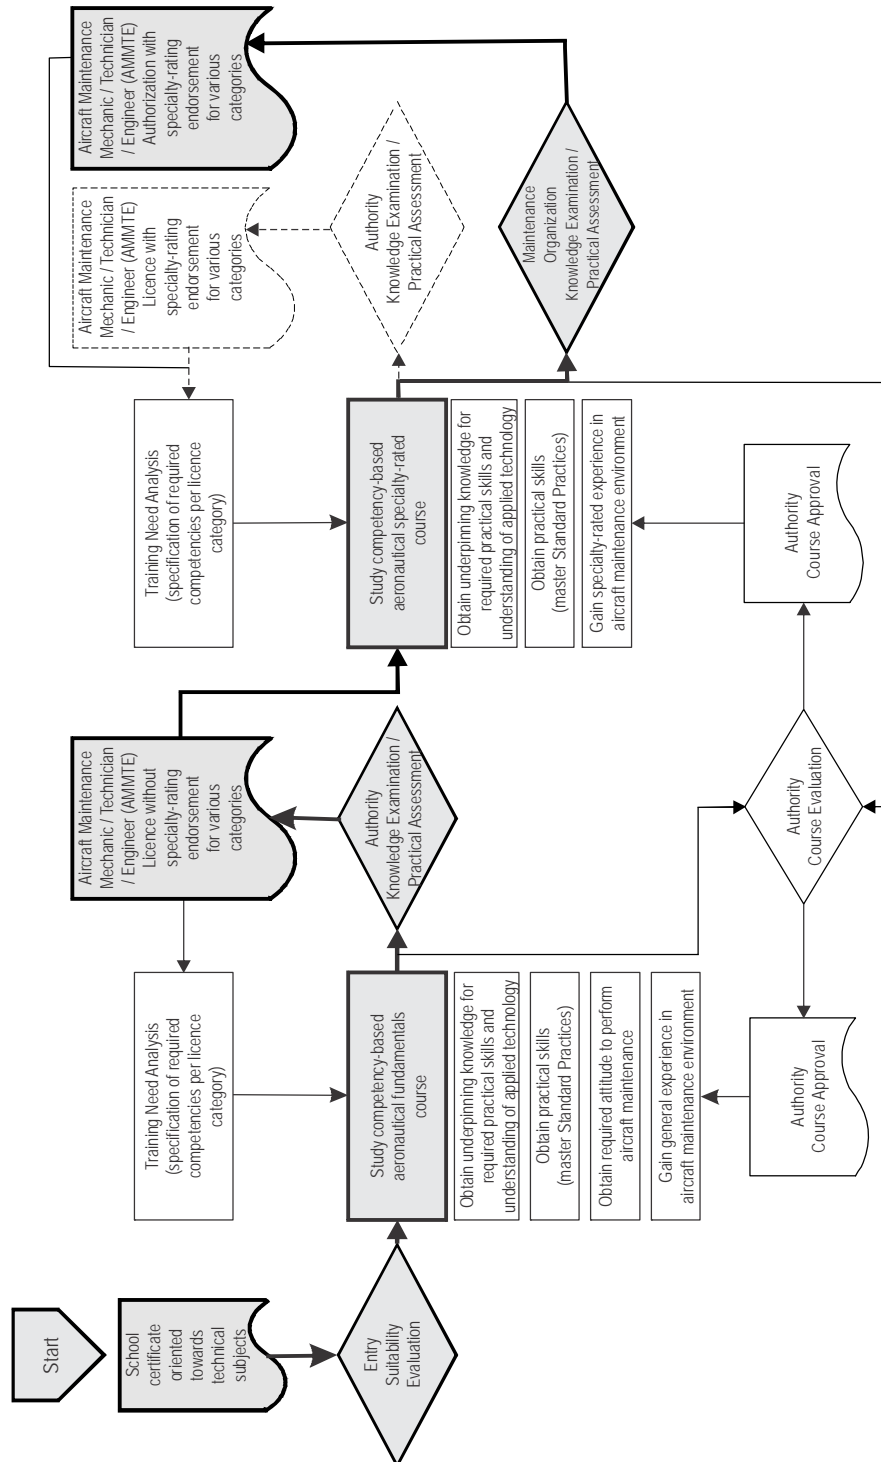 Start
School
certificate
oriented
towards
technical
subjects
Entry
Suitability
Evaluation
Training Need Analysis
(specification of required
competencies per licence
category)
Study competency-based
aeronautical fundamentals
course
Obtain underpinning knowledge for
required practical skills and
understanding of applied technology
Obtain practical skills
(master Standard Practices)
Obtain required attitude to perform
aircraft maintenance
Gain general experience in
aircraft maintenance environment
Authority
Course Approval
Aircraft Maintenance
Mechanic / Technician
/ Engineer (AMMTE)
Licence without
specialty-rating
endorsement
for various
categories
Authority
Knowledge Examination /
Practical Assessment
Authority
Course Evaluation
Training Need Analysis
(specification of required
competencies per licence
category)
Study competency-based
aeronautical specialty-rated
course
Obtain underpinning knowledge for
required practical skills and
understanding of applied technology
Obtain practical skills
(master Standard Practices)
Gain specialty-rated experience in
aircraft maintenance environment
Authority
Course Approval
Aircraft Maintenance
Mechanic / Technician
/ Engineer (AMMTE)
Authorization with
specialty-rating
endorsement
for various
categories
Aircraft Maintenance
Mechanic / Technician
/ Engineer (AMMTE)
Licence with
specialty-rating
endorsement
for various
categories
Authority
Knowledge Examination /
Practical Assessment
Maintenance
Organization
Knowledge Examination /
Practical Assessment